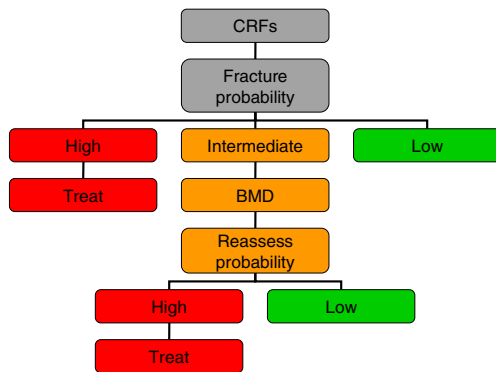 CRFs
Fracture
probability
High
Intermediate
Low
Treat
BMD
Reassess
probability
High
Low
Treat